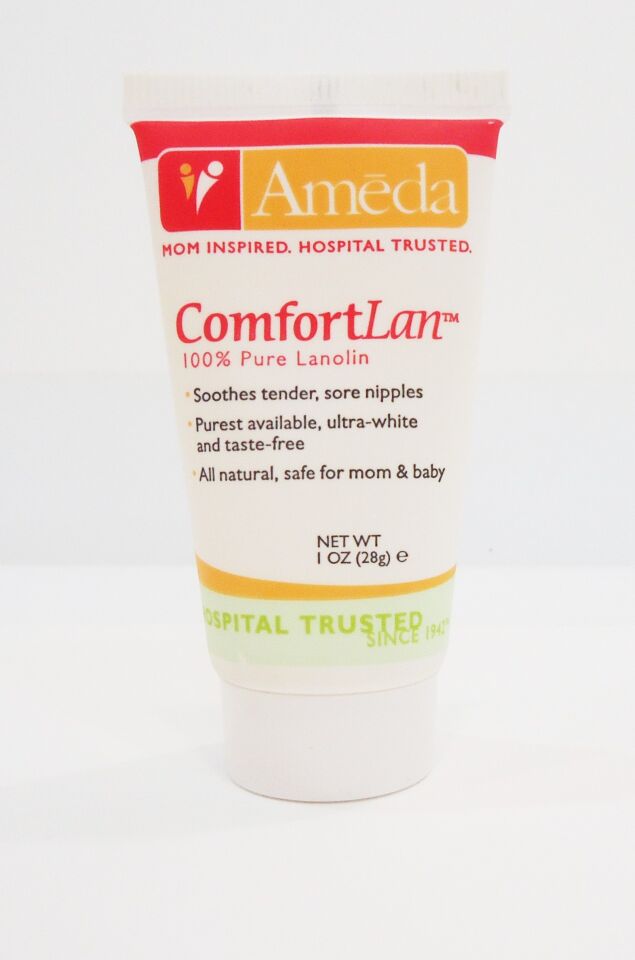 Amēda
MOM INSPIRED. HOSPITAL TRUSTED.
ComfortLan™
100% Pure Lanolin
• Soothes tender, sore nipples
• Purest available, ultra-white
and taste-free
• All natural, safe for mom & baby
NET WT
1 OZ (28g) ℮
HOSPITAL TRUSTED
SINCE 1942